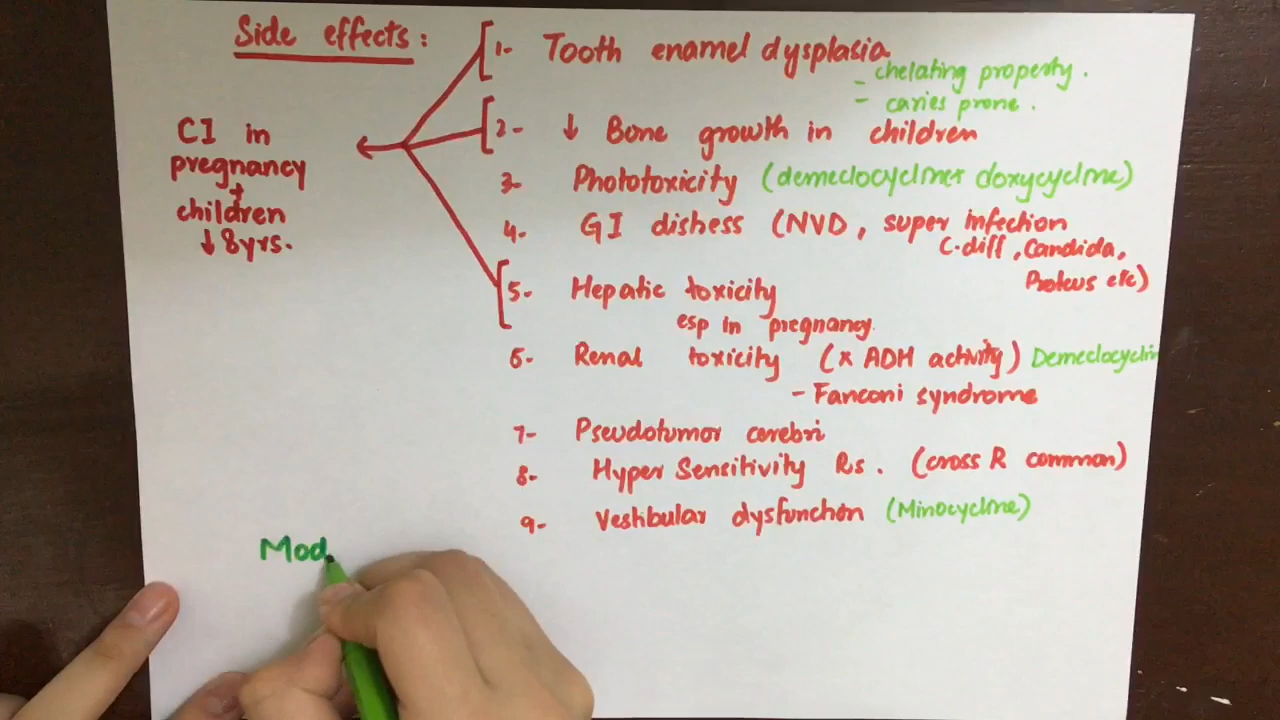 Side effects:
1- Tooth enamel dysplasia
- chelating property.
- caries prone.
CI in
pregnancy
+
children
↓ 8yrs.
2- ↓ Bone growth in children
3- Phototoxicity (demeclocycline+ doxycycline)
4- GI distress (NVD, super infection
C.diff, Candida,
Proteus etc)
5- Hepatic toxicity
esp in pregnancy.
6- Renal toxicity (x ADH activity) Demeclocyclin
- Fanconi syndrome
7- Pseudotumor cerebri
8- Hyper Sensitivity Rs. (cross R common)
9- Vestibular dysfunction (Minocycline)
Mod